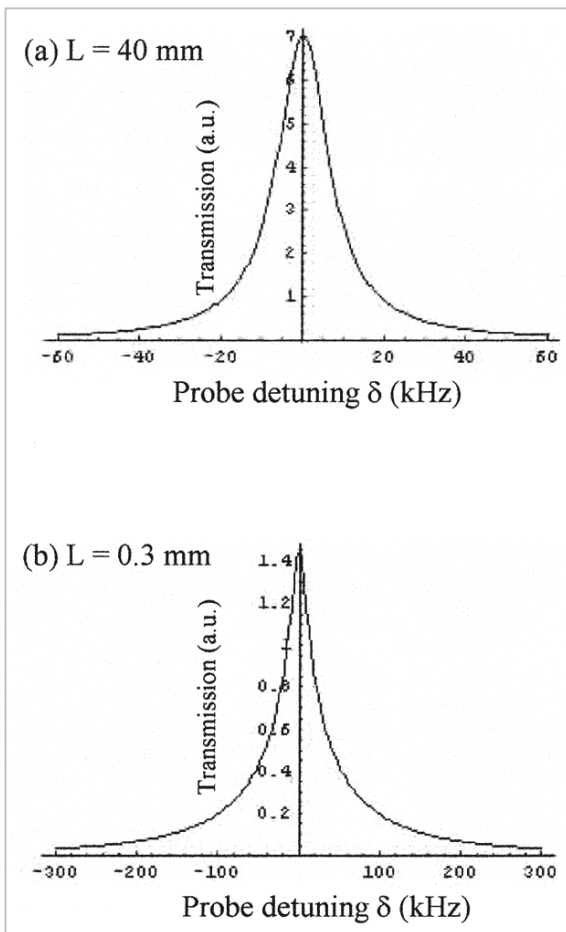 (a) L = 40 mm
Transmission (a.u.)
7
6
5
4
3
2
1
-60 -40 -20 20 40 60
Probe detuning δ (kHz)
(b) L = 0.3 mm
Transmission (a.u.)
1.4
1.2
1
0.8
0.6
0.4
0.2
-300 -200 -100 100 200 300
Probe detuning δ (kHz)